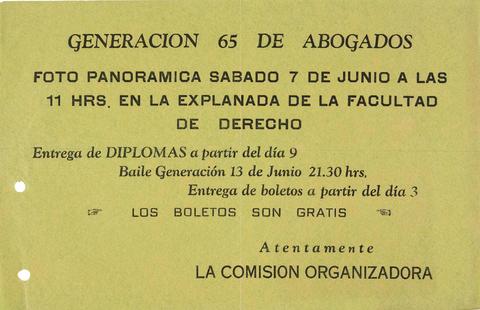 GENERACION 65 DE ABOGADOS
FOTO PANORAMICA SABADO 7 DE JUNIO A LAS
11 HRS. EN LA EXPLANADA DE LA FACULTAD
DE DERECHO
Entrega de DIPLOMAS a partir del día 9
Baile Generación 13 de Junio 21.30 hrs.
Entrega de boletos a partir del día 3
☞ LOS BOLETOS SON GRATIS ☜
Atentamente
LA COMISION ORGANIZADORA